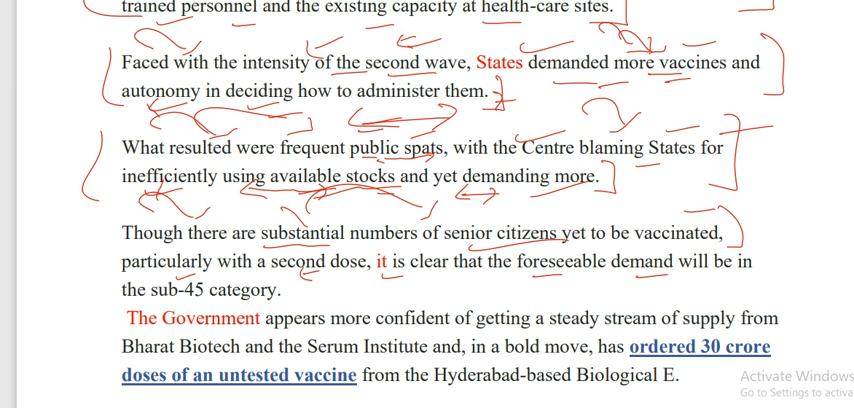 trained personnel and the existing capacity at health-care sites.
Faced with the intensity of the second wave, States demanded more vaccines and
autonomy in deciding how to administer them.
What resulted were frequent public spats, with the Centre blaming States for
inefficiently using available stocks and yet demanding more.
Though there are substantial numbers of senior citizens yet to be vaccinated,
particularly with a second dose, it is clear that the foreseeable demand will be in
the sub-45 category.
The Government appears more confident of getting a steady stream of supply from
Bharat Biotech and the Serum Institute and, in a bold move, has ordered 30 crore
doses of an untested vaccine from the Hyderabad-based Biological E.
Activate Windows
Go to Settings to activa